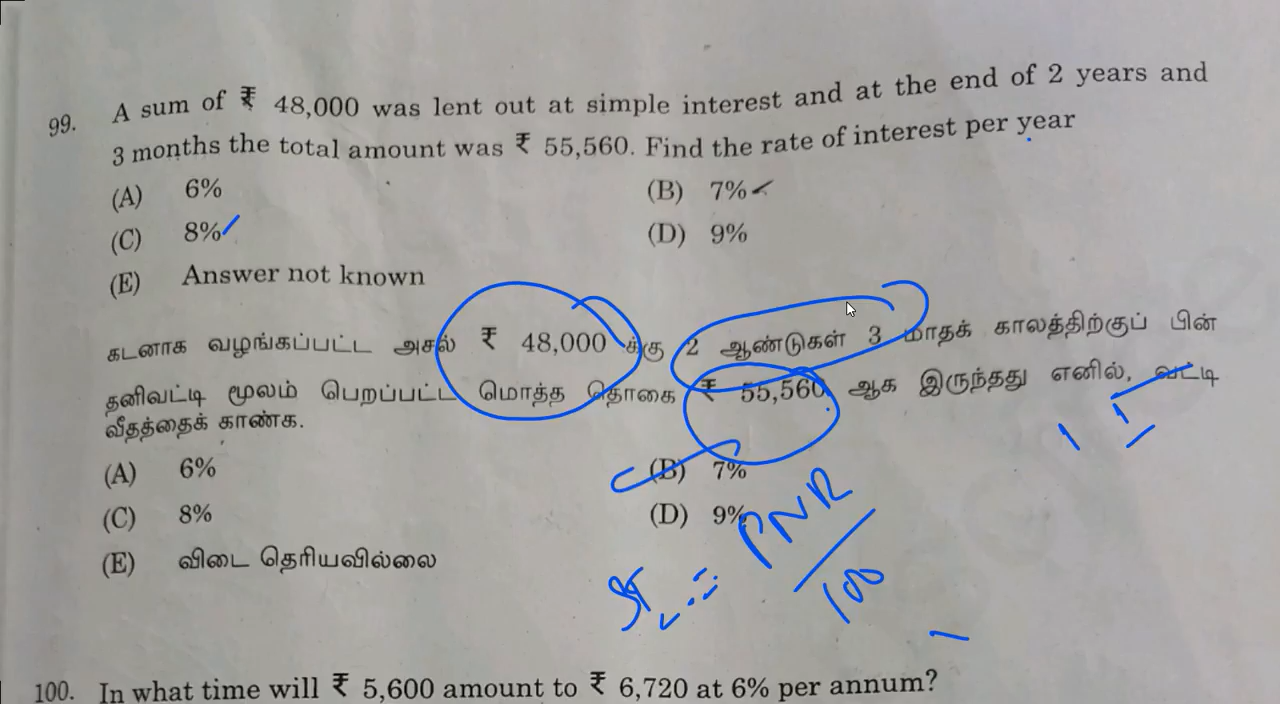 99. A sum of ₹ 48,000 was lent out at simple interest and at the end of 2 years and
3 months the total amount was ₹ 55,560. Find the rate of interest per year
(A) 6% (B) 7%
(C) 8% (D) 9%
(E) Answer not known
கடனாக வழங்கப்பட்ட அசல் ₹ 48,000 க்கு 2 ஆண்டுகள் 3 மாதக் காலத்திற்குப் பின்
தனிவட்டி மூலம் பெறப்பட்ட மொத்த தொகை ₹ 55,560 ஆக இருந்தது எனில், வட்டி
வீதத்தைக் காண்க.
(A) 6% (B) 7%
(C) 8% (D) 9%
(E) விடை தெரியவில்லை
PNR
100
100. In what time will ₹ 5,600 amount to ₹ 6,720 at 6% per annum?